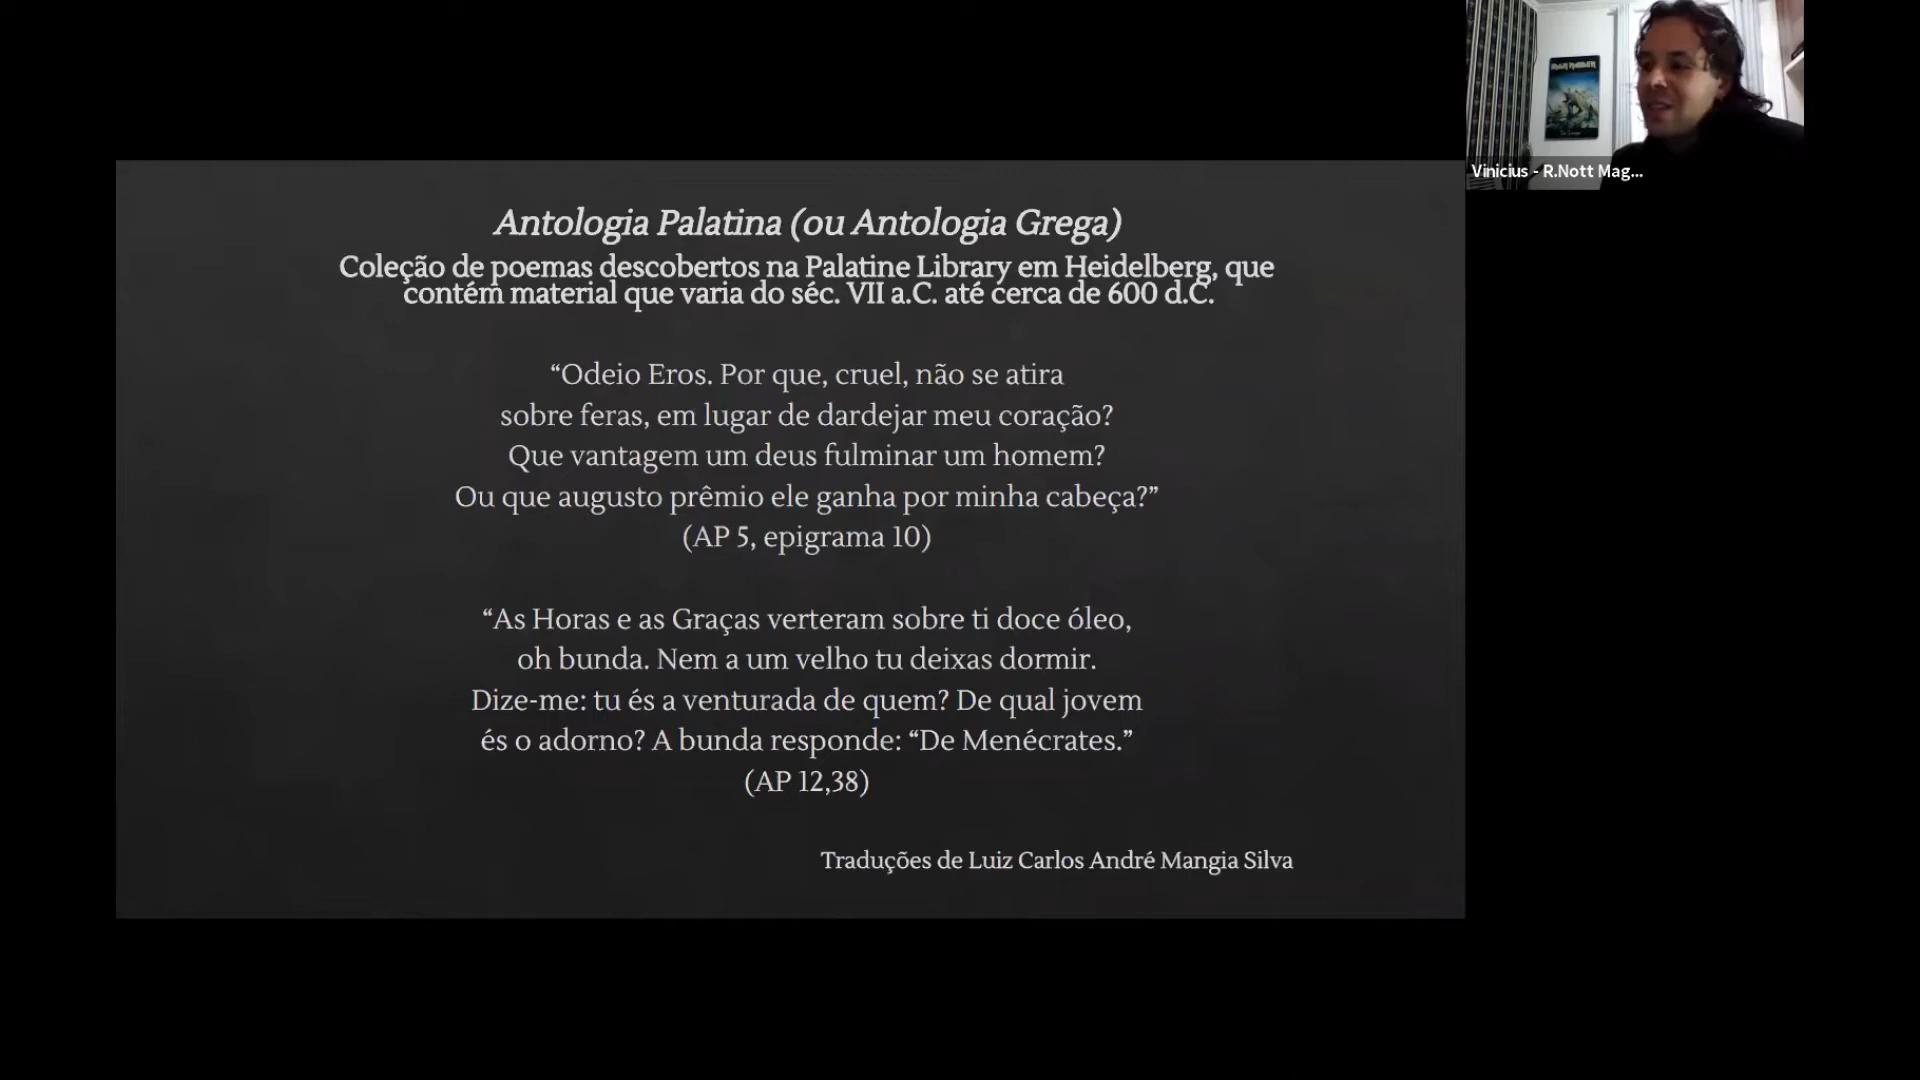 Antologia Palatina (ou Antologia Grega)
Coleção de poemas descobertos na Palatine Library em Heidelberg, que
contém material que varia do séc. VII a.C. até cerca de 600 d.C.
“Odeio Eros. Por que, cruel, não se atira
sobre feras, em lugar de dardejar meu coração?
Que vantagem um deus fulminar um homem?
Ou que augusto prêmio ele ganha por minha cabeça?”
(AP 5, epigrama 10)
“As Horas e as Graças verteram sobre ti doce óleo,
oh bunda. Nem a um velho tu deixas dormir.
Dize-me: tu és a venturada de quem? De qual jovem
és o adorno? A bunda responde: “De Menécrates.”
(AP 12,38)
Traduções de Luiz Carlos André Mangia Silva
IRON MAIDEN
Vinicius - R.Nott Mag...